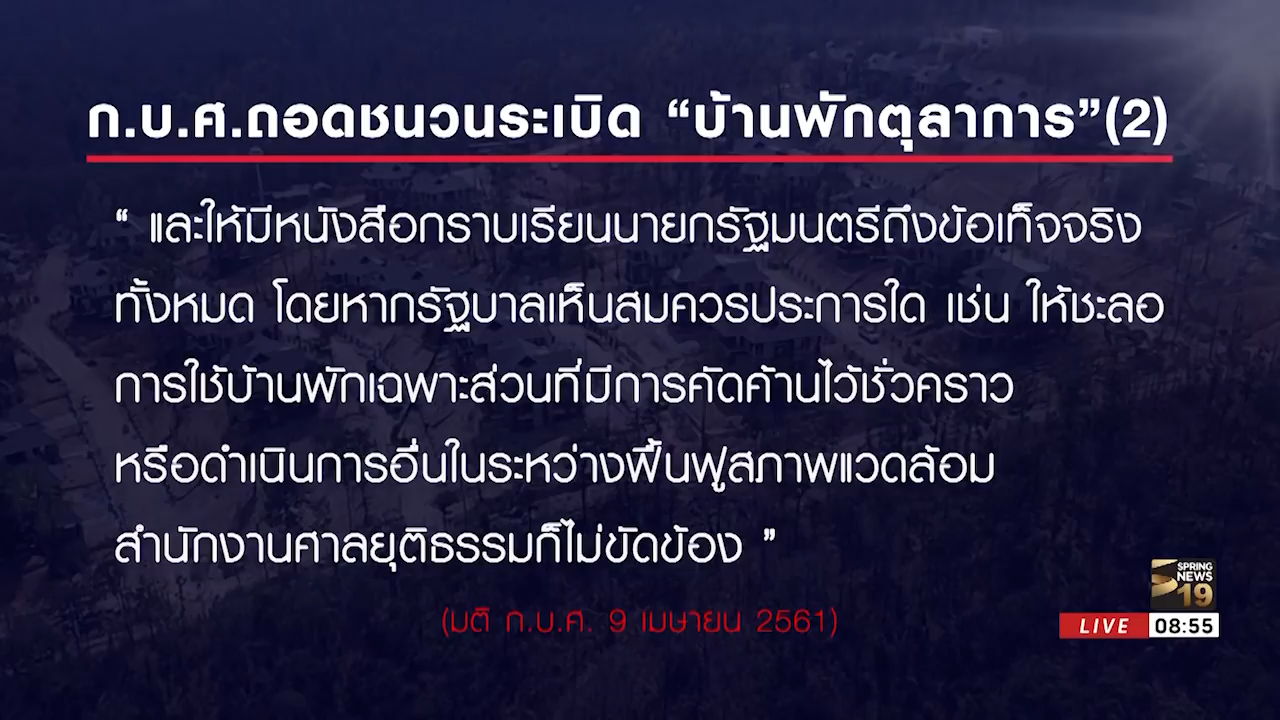 ก.บ.ศ.ถอดชนวนระเบิด “บ้านพักตุลาการ”(2)
“ และให้มีหนังสือกราบเรียนนายกรัฐมนตรีถึงข้อเท็จจริง
ทั้งหมด โดยหากรัฐบาลเห็นสมควรประการใด เช่น ให้ชะลอ
การใช้บ้านพักเฉพาะส่วนที่มีการคัดค้านไว้ชั่วคราว
หรือดำเนินการอื่นในระหว่างฟื้นฟูสภาพแวดล้อม
สำนักงานศาลยุติธรรมก็ไม่ขัดข้อง ”
(มติ ก.บ.ศ. 9 เมษายน 2561)
SPRING
NEWS
19
LIVE 08:55